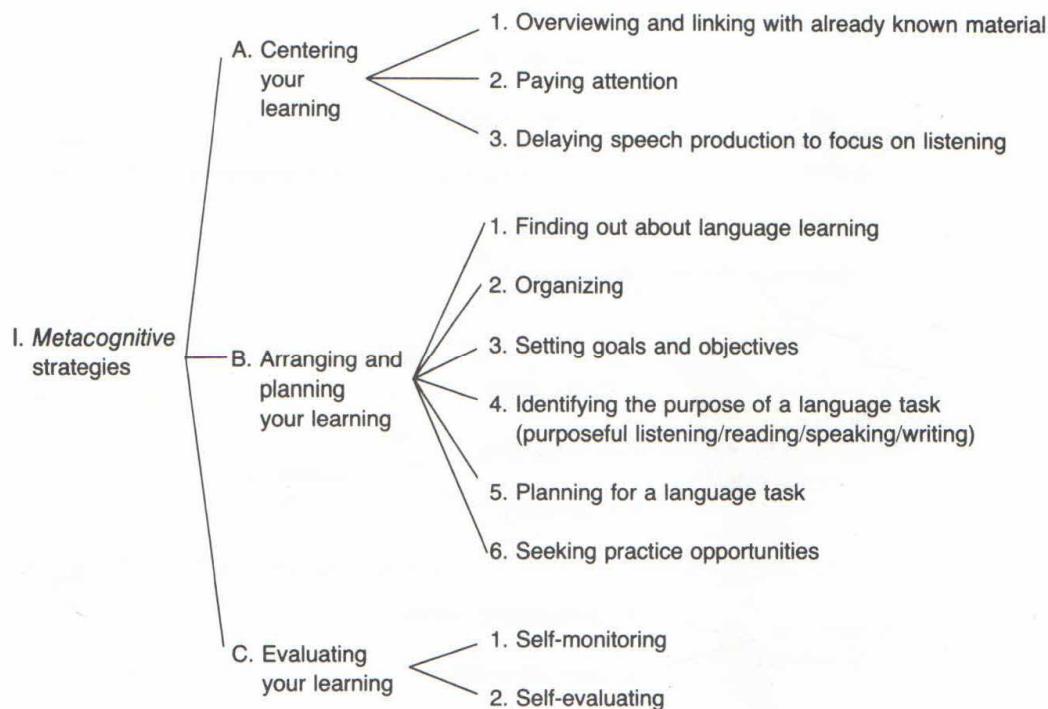 I. Metacognitive
strategies
A. Centering
your
learning
1. Overviewing and linking with already known material
2. Paying attention
3. Delaying speech production to focus on listening
B. Arranging and
planning
your learning
1. Finding out about language learning
2. Organizing
3. Setting goals and objectives
4. Identifying the purpose of a language task
(purposeful listening/reading/speaking/writing)
5. Planning for a language task
6. Seeking practice opportunities
C. Evaluating
your learning
1. Self-monitoring
2. Self-evaluating